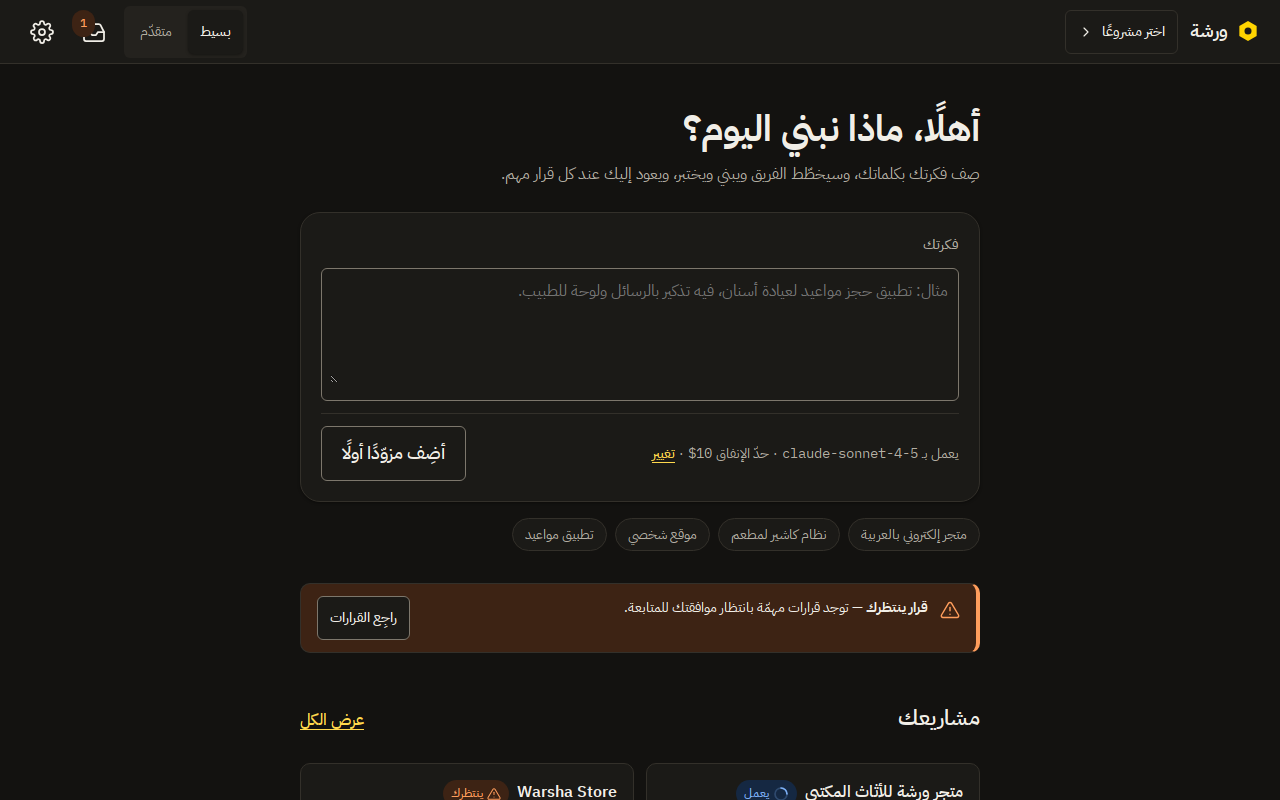 ورشة
اختر مشروعًا
بسيط
متقدّم
1
أهلًا، ماذا نبني اليوم؟
صِف فكرتك بكلماتك، وسيخطّط الفريق ويبني ويختبر، ويعود إليك عند كل قرار مهم.
فكرتك
مثال: تطبيق حجز مواعيد لعيادة أسنان، فيه تذكير بالرسائل ولوحة للطبيب.
يعمل بـ claude-sonnet-4-5 · حدّ الإنفاق 10$ · تغيير
أضِف مزوّدًا أولًا
متجر إلكتروني بالعربية
نظام كاشير لمطعم
موقع شخصي
تطبيق مواعيد
قرار ينتظرك — توجد قرارات مهمّة بانتظار موافقتك للمتابعة.
راجِع القرارات
مشاريعك
عرض الكل
متجر ورشة للأثاث المكتبي
يعمل
Warsha Store
ينتظرك